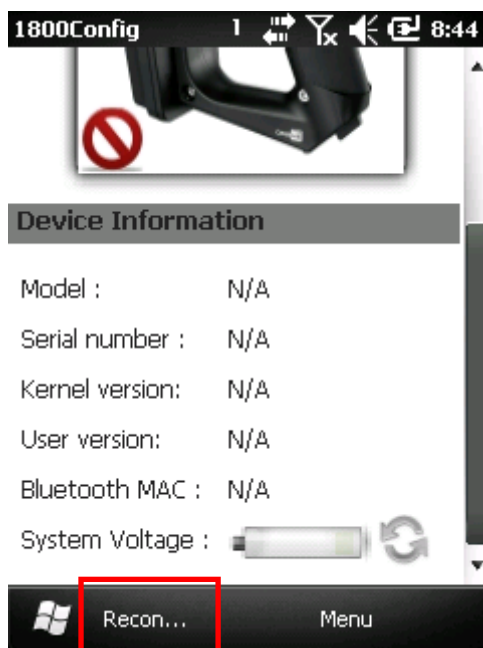 1800Config 1 8:44
Device Information
Model : N/A
Serial number : N/A
Kernel version: N/A
User version: N/A
Bluetooth MAC : N/A
System Voltage :
Recon... Menu